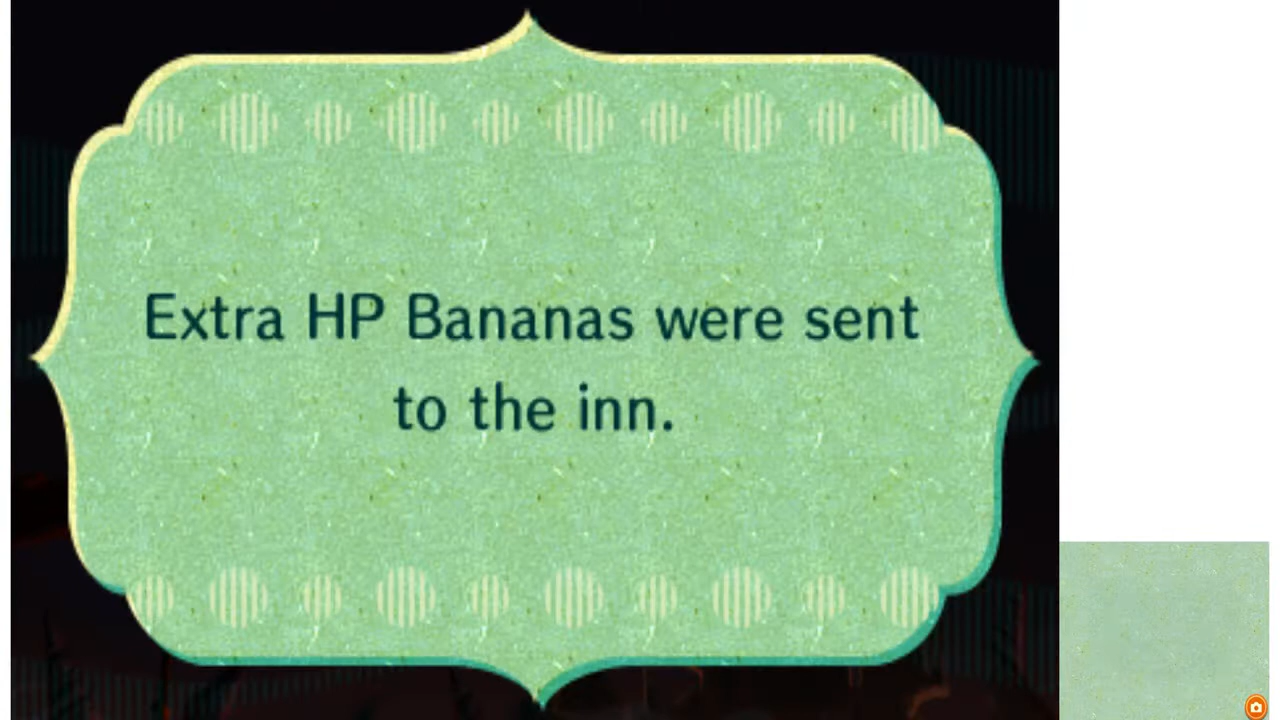 Extra HP Bananas were sent
to the inn.